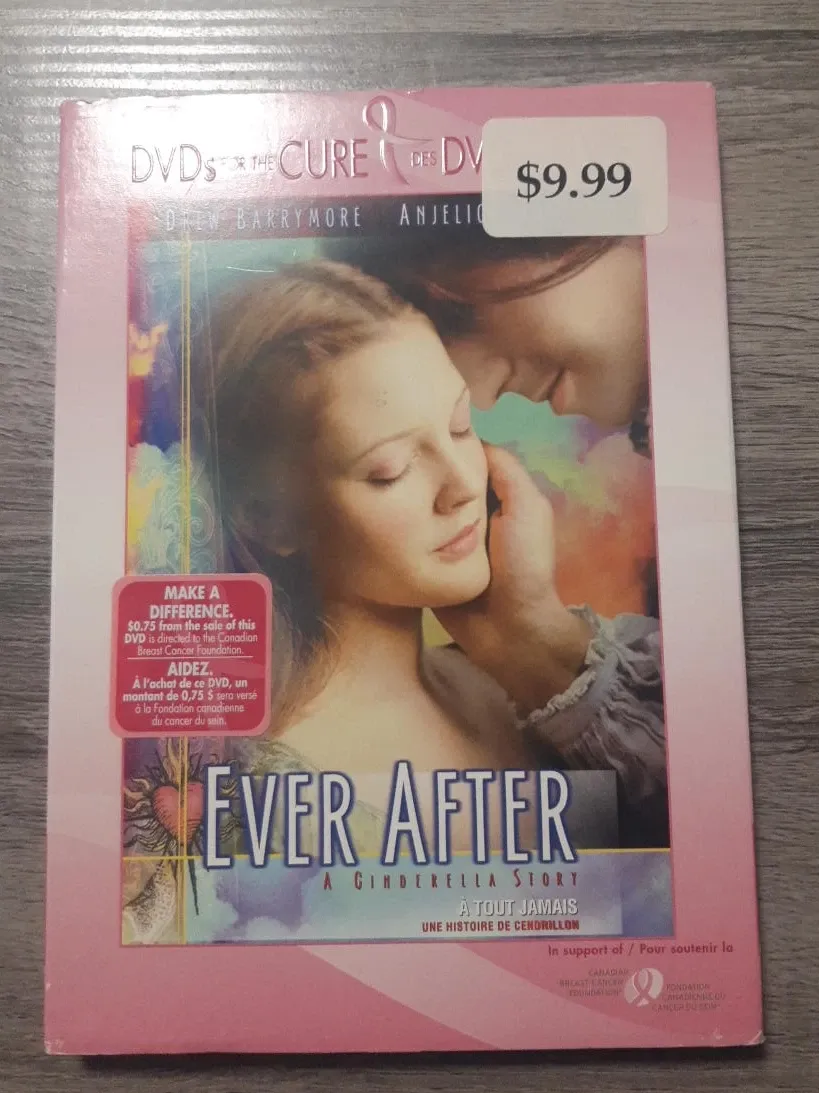 DVDs FOR THE CURE DES DV
$9.99
DREW BARRYMORE ANJELIC
MAKE A
DIFFERENCE.
$0.75 from the sale of this
DVD is directed to the Canadian
Breast Cancer Foundation.
AIDEZ.
À l'achat de ce DVD, un
montant de 0,75 $ sera versé
à la Fondation canadienne
du cancer du sein.
EVER AFTER
A CINDERELLA STORY
À TOUT JAMAIS
UNE HISTOIRE DE CENDRILLON
In support of / Pour soutenir la
CANADIAN
BREAST CANCER
FOUNDATION
FONDATION
CANADIENNE DU
CANCER DU SEIN